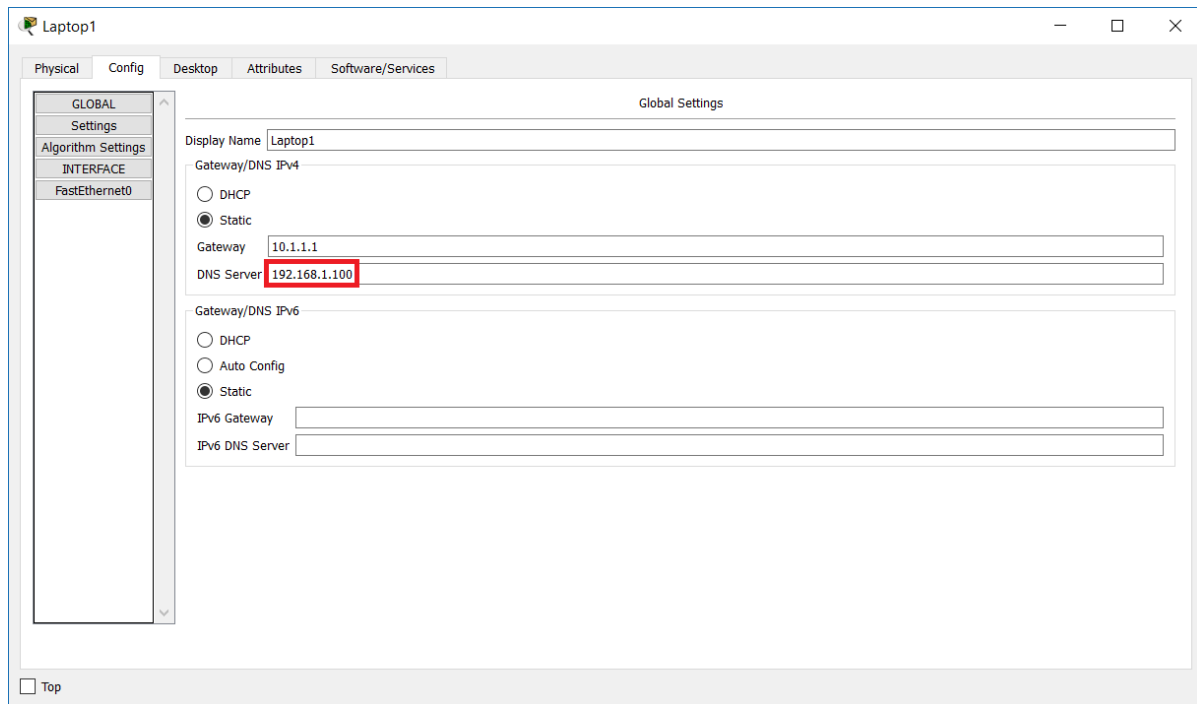 Laptop1
Physical Config Desktop Attributes Software/Services
GLOBAL
Settings
Algorithm Settings
INTERFACE
FastEthernet0
Global Settings
Display Name Laptop1
Gateway/DNS IPv4
DHCP
Static
Gateway 10.1.1.1
DNS Server 192.168.1.100
Gateway/DNS IPv6
DHCP
Auto Config
Static
IPv6 Gateway
IPv6 DNS Server
Top